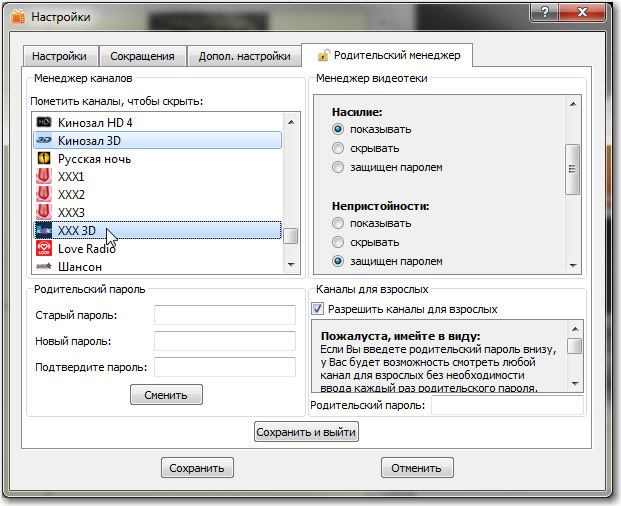 Настройки
Настройки
Сокращения
Допол. настройки
Родительский менеджер
Менеджер каналов
Пометить каналы, чтобы скрыть:
Кинозал HD 4
Кинозал 3D
Русская ночь
XXX1
XXX2
XXX3
XXX 3D
Love Radio
Шансон
Менеджер видеотеки
Насилие:
показывать
скрывать
защищен паролем
Непристойности:
показывать
скрывать
защищен паролем
Родительский пароль
Старый пароль:
Новый пароль:
Подтвердите пароль:
Сменить
Каналы для взрослых
Разрешить каналы для взрослых
Пожалуста, имейте в виду:
Если Вы введете родительский пароль внизу,
у Вас будет возможность смотреть любой
канал для взрослых без необходимости
ввода каждый раз родительского пароля.
Родительский пароль:
Сохранить и выйти
Сохранить
Отменить